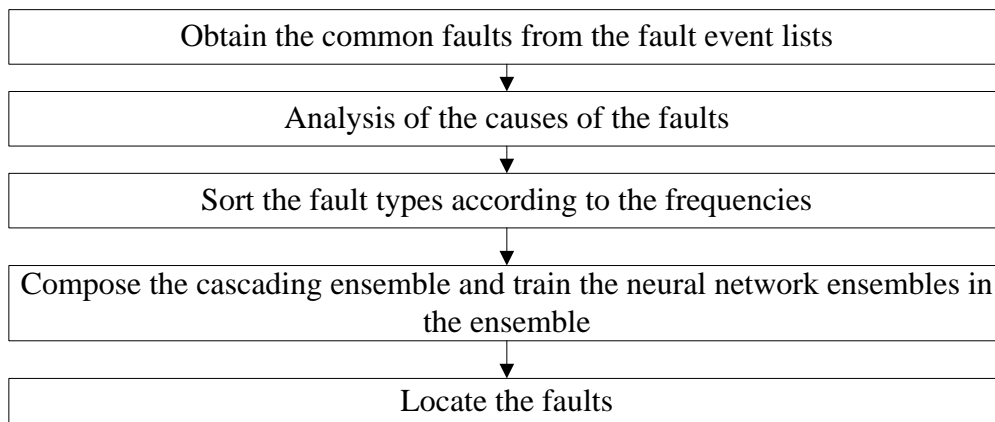 Obtain the common faults from the fault event lists
Analysis of the causes of the faults
Sort the fault types according to the frequencies
Compose the cascading ensemble and train the neural network ensembles in
the ensemble
Locate the faults